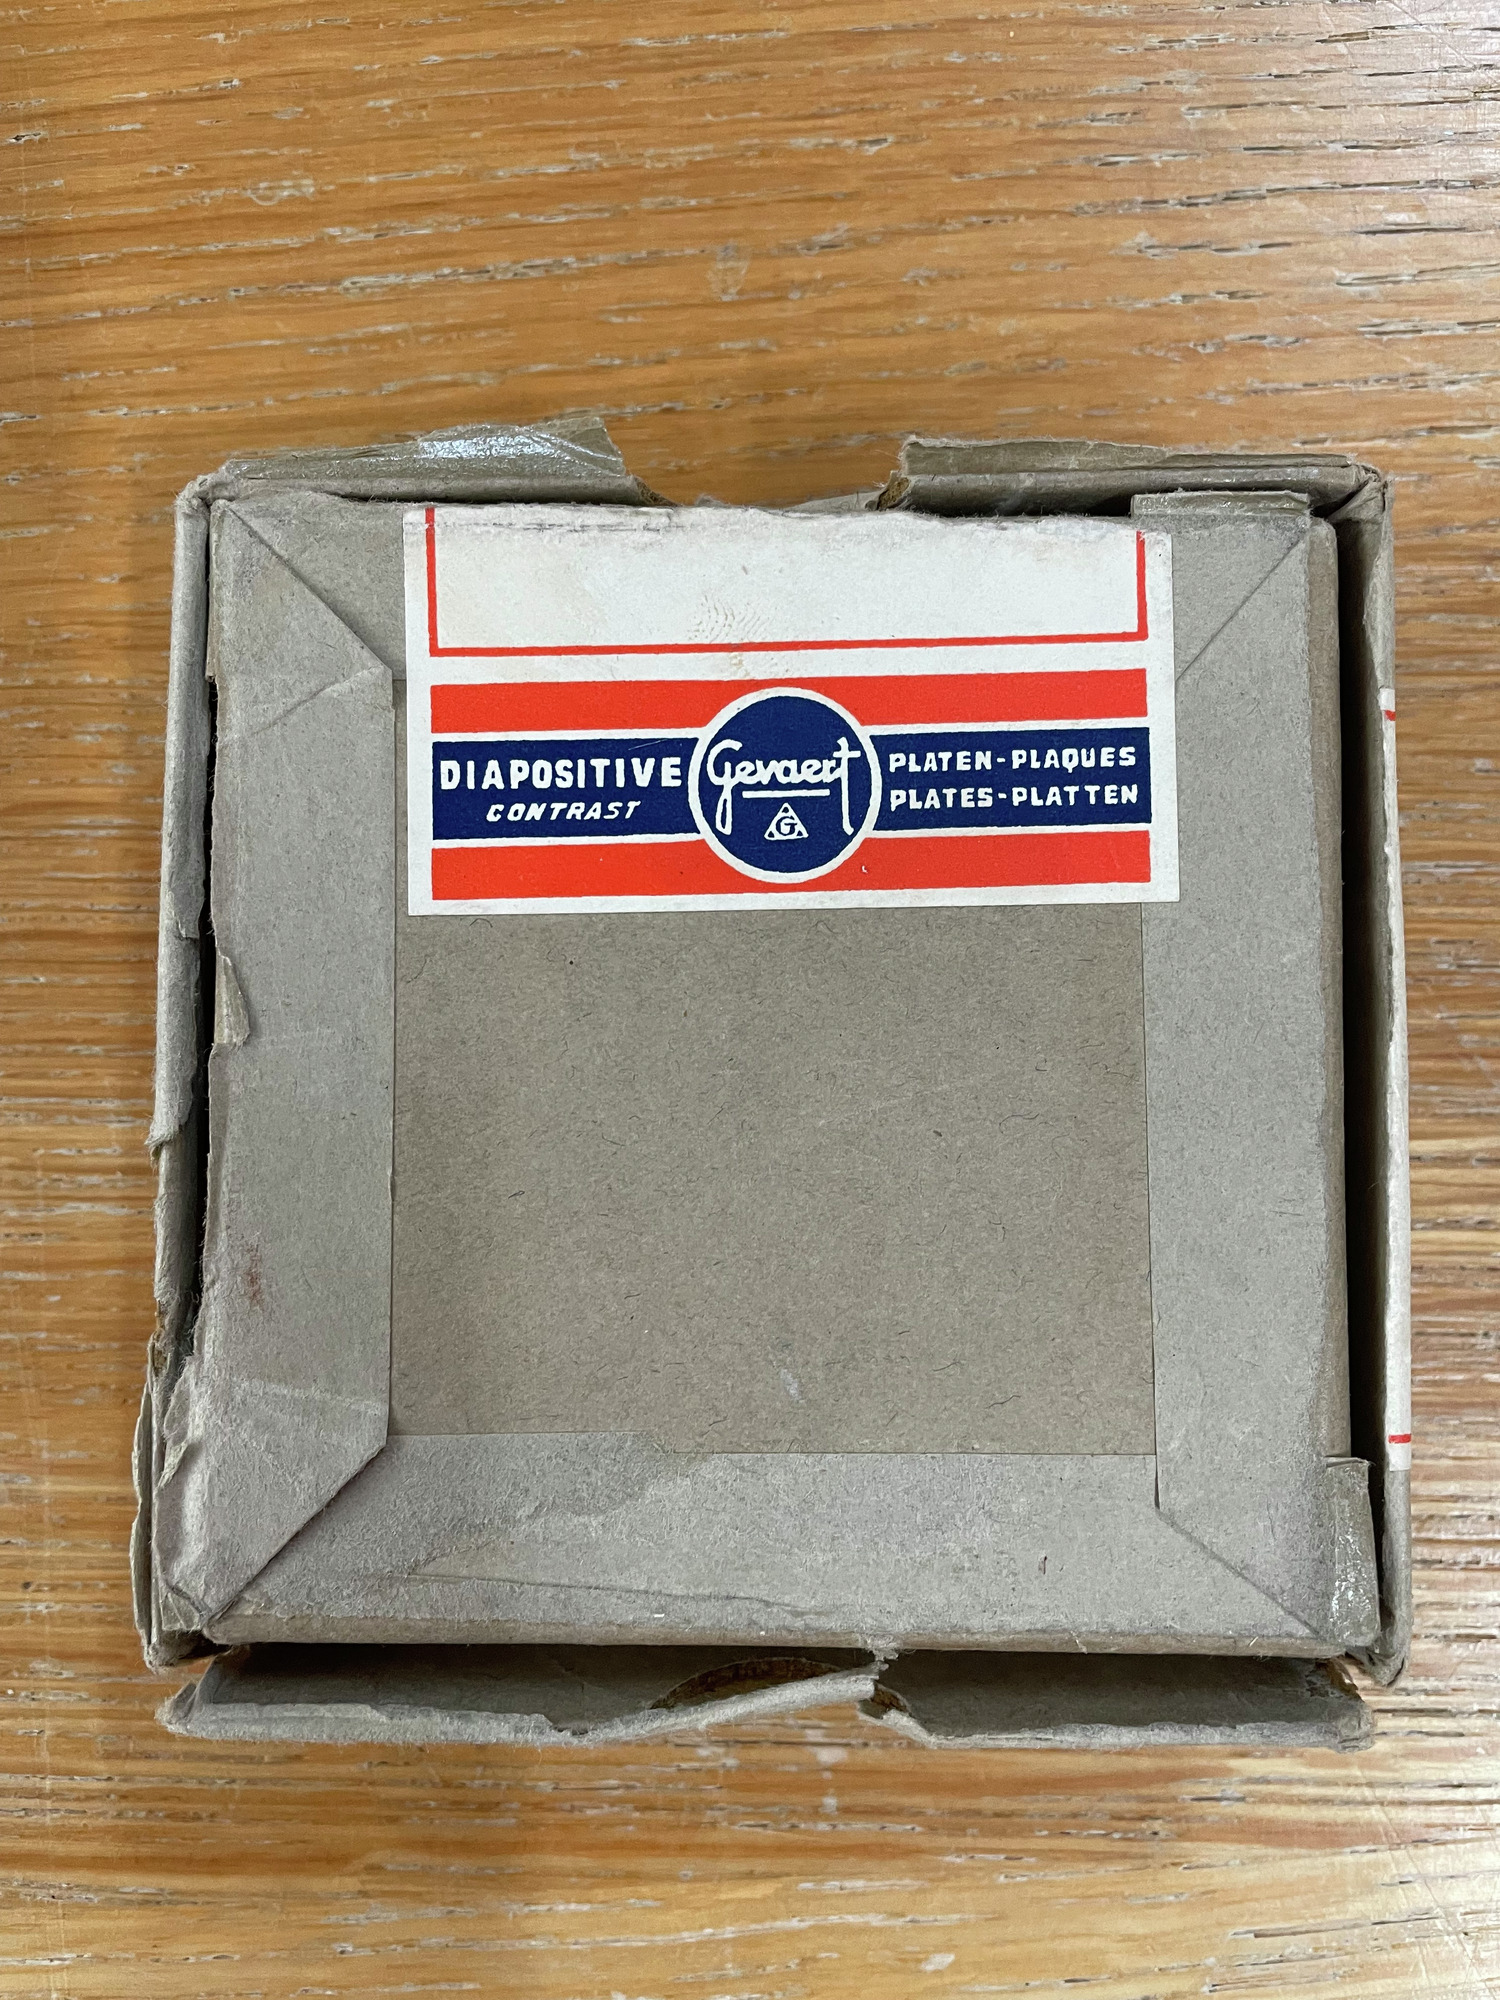 DIAPOSITIVE
CONTRAST
Gevaert
G
PLATEN-PLAQUES
PLATES-PLATTEN